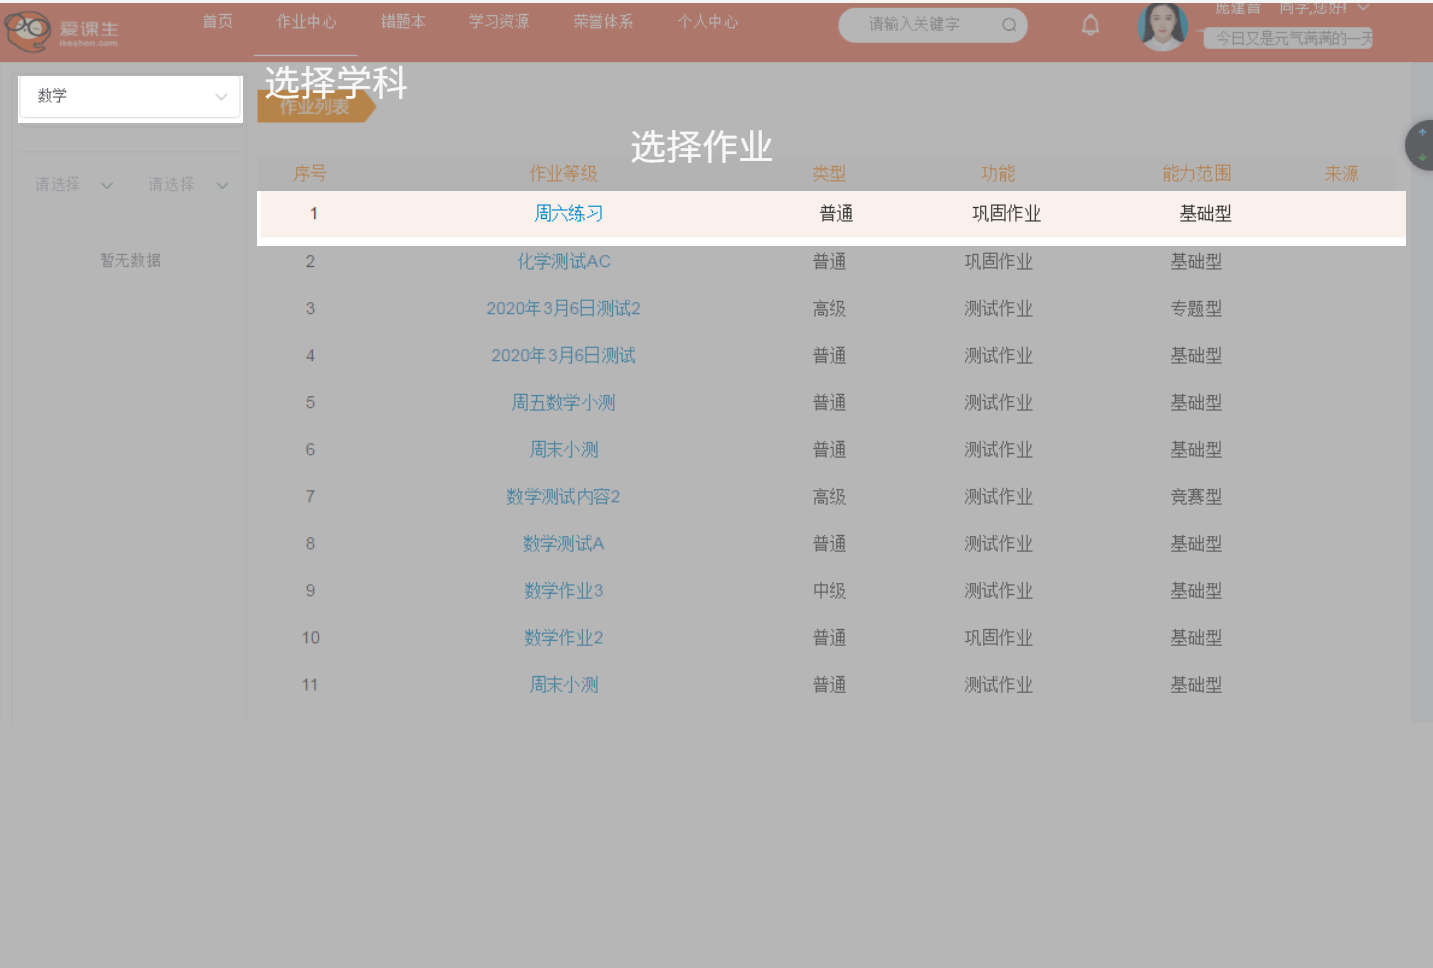 爱课生
ikeshen.com
首页 作业中心 错题本 学习资源 荣誉体系 个人中心
请输入关键字
同学,您好!
今日又是元气满满的一天
选择学科
数学
作业列表
选择作业
请选择 请选择
暂无数据
序号 作业等级 类型 功能 能力范围 来源
1 周六练习 普通 巩固作业 基础型
2 化学测试AC 普通 巩固作业 基础型
3 2020年3月6日测试2 高级 测试作业 专题型
4 2020年3月6日测试 普通 测试作业 基础型
5 周五数学小测 普通 测试作业 基础型
6 周末小测 普通 测试作业 基础型
7 数学测试内容2 高级 测试作业 竞赛型
8 数学测试A 普通 测试作业 基础型
9 数学作业3 中级 测试作业 基础型
10 数学作业2 普通 巩固作业 基础型
11 周末小测 普通 测试作业 基础型